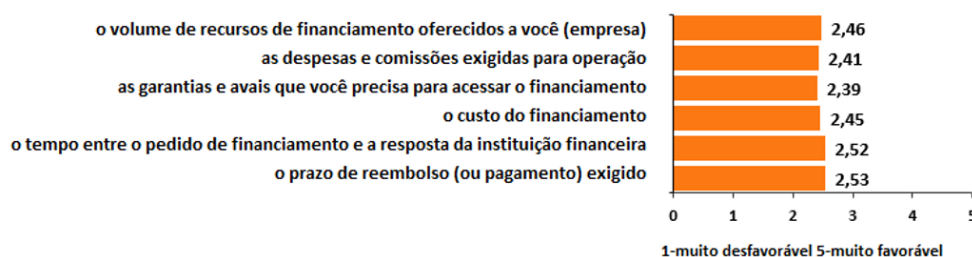 o volume de recursos de financiamento oferecidos a você (empresa) 2,46
as despesas e comissões exigidas para operação 2,41
as garantias e avais que você precisa para acessar o financiamento 2,39
o custo do financiamento 2,45
o tempo entre o pedido de financiamento e a resposta da instituição financeira 2,52
o prazo de reembolso (ou pagamento) exigido 2,53
0 1 2 3 4 5
1-muito desfavorável 5-muito favorável